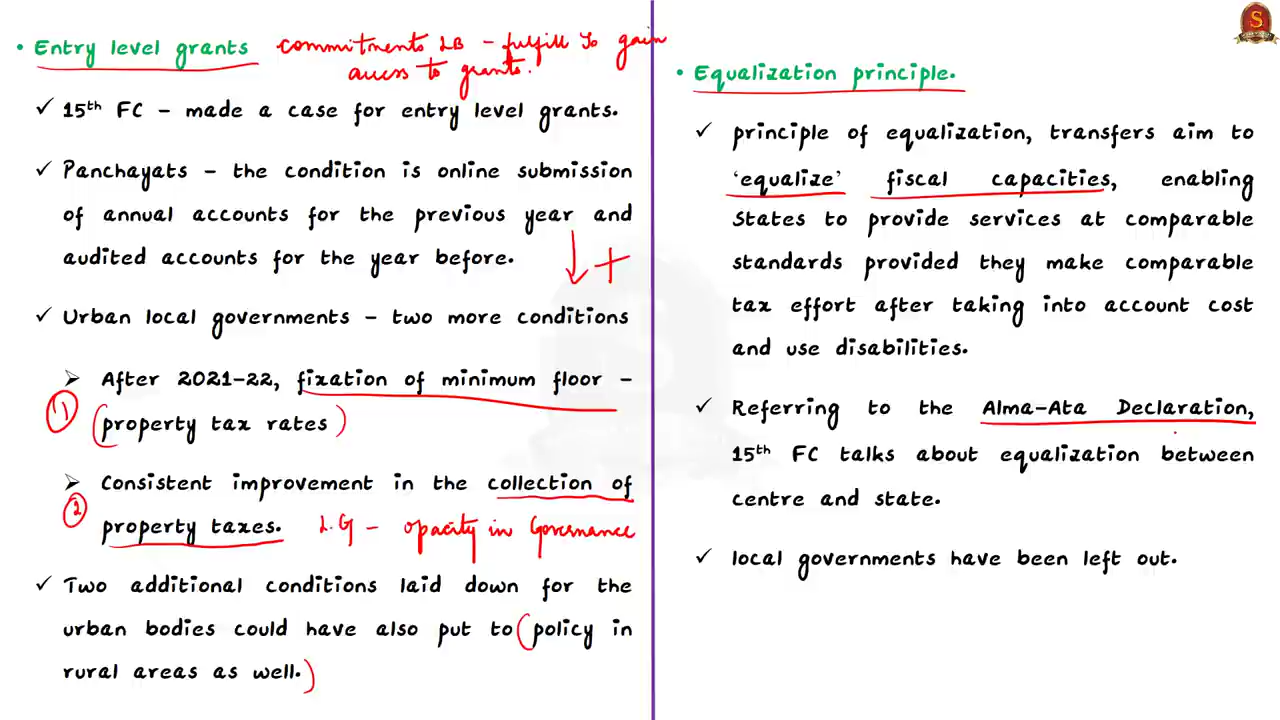 • Entry level grants commitments LB - fulfill to gain
access to grants.
✓ 15th FC - made a case for entry level grants.
✓ Panchayats - the condition is online submission
of annual accounts for the previous year and
audited accounts for the year before.
✓ Urban local governments - two more conditions
➢ After 2021-22, fixation of minimum floor -
① (property tax rates)
➢ Consistent improvement in the collection of
② property taxes. L.G - opacity in Governance
✓ Two additional conditions laid down for the
urban bodies could have also put to (policy in
rural areas as well.)
• Equalization principle.
✓ principle of equalization, transfers aim to
‘equalize’ fiscal capacities, enabling
States to provide services at comparable
standards provided they make comparable
tax effort after taking into account cost
and use disabilities.
✓ Referring to the Alma-Ata Declaration,
15th FC talks about equalization between
centre and state.
✓ local governments have been left out.
S